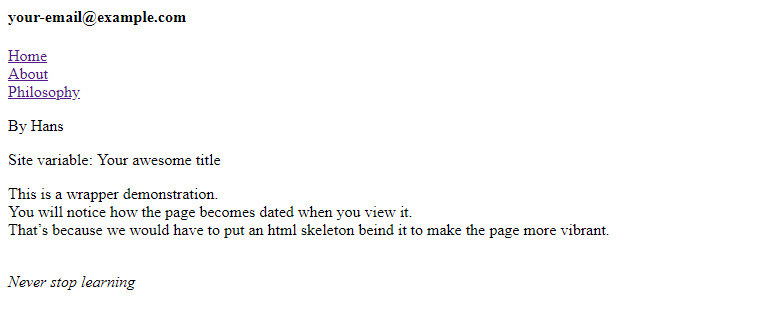 your-email@example.com
Home
About
Philosophy
By Hans
Site variable: Your awesome title
This is a wrapper demonstration.
You will notice how the page becomes dated when you view it.
That’s because we would have to put an html skeleton beind it to make the page more vibrant.
Never stop learning